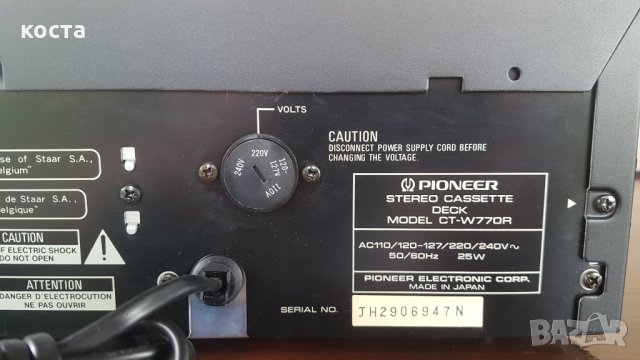 коста
VOLTS
220V
240V
120-
127V
110V
CAUTION
DISCONNECT POWER SUPPLY CORD BEFORE
CHANGING THE VOLTAGE.
se of Staar S.A.,
elgium"
de Staar S.A.,
elgique"
CAUTION
OF ELECTRIC SHOCK
DO NOT OPEN
ATTENTION
DANGER D'ELECTROCUTION
NE PAS OUVRIR
PIONEER
STEREO CASSETTE
DECK
MODEL CT-W770R
AC110/120-127/220/240V~
50/60Hz 25W
PIONEER ELECTRONIC CORP.
MADE IN JAPAN
SERIAL NO. JH2906947N
BAZAR.BG